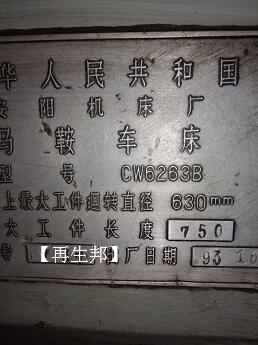 华人民共和国
安阳机床厂
马鞍车床
型号 CW6263B
上最大工件迴转直径 630mm
大工件长度 750
号 【再生邦】 厂日期 93 10